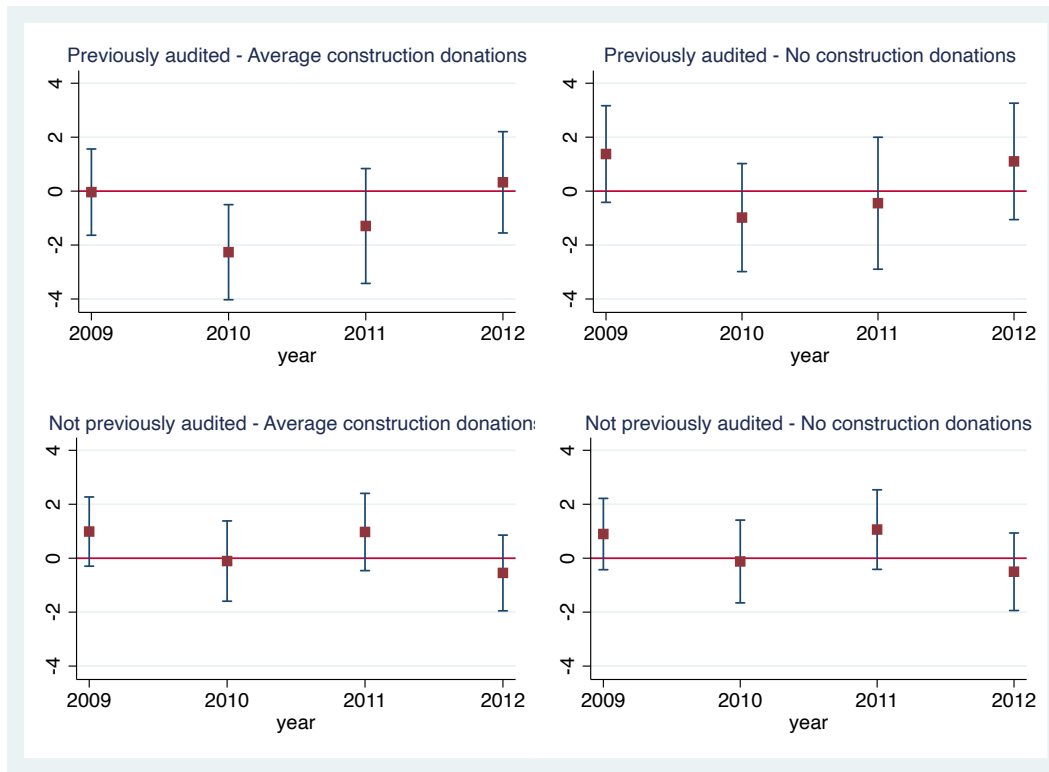 Previously audited - Average construction donations
4
2
0
-2
-4
2009 2010 2011 2012
year
Previously audited - No construction donations
4
2
0
-2
-4
2009 2010 2011 2012
year
Not previously audited - Average construction donation
4
2
0
-2
-4
2009 2010 2011 2012
year
Not previously audited - No construction donations
4
2
0
-2
-4
2009 2010 2011 2012
year